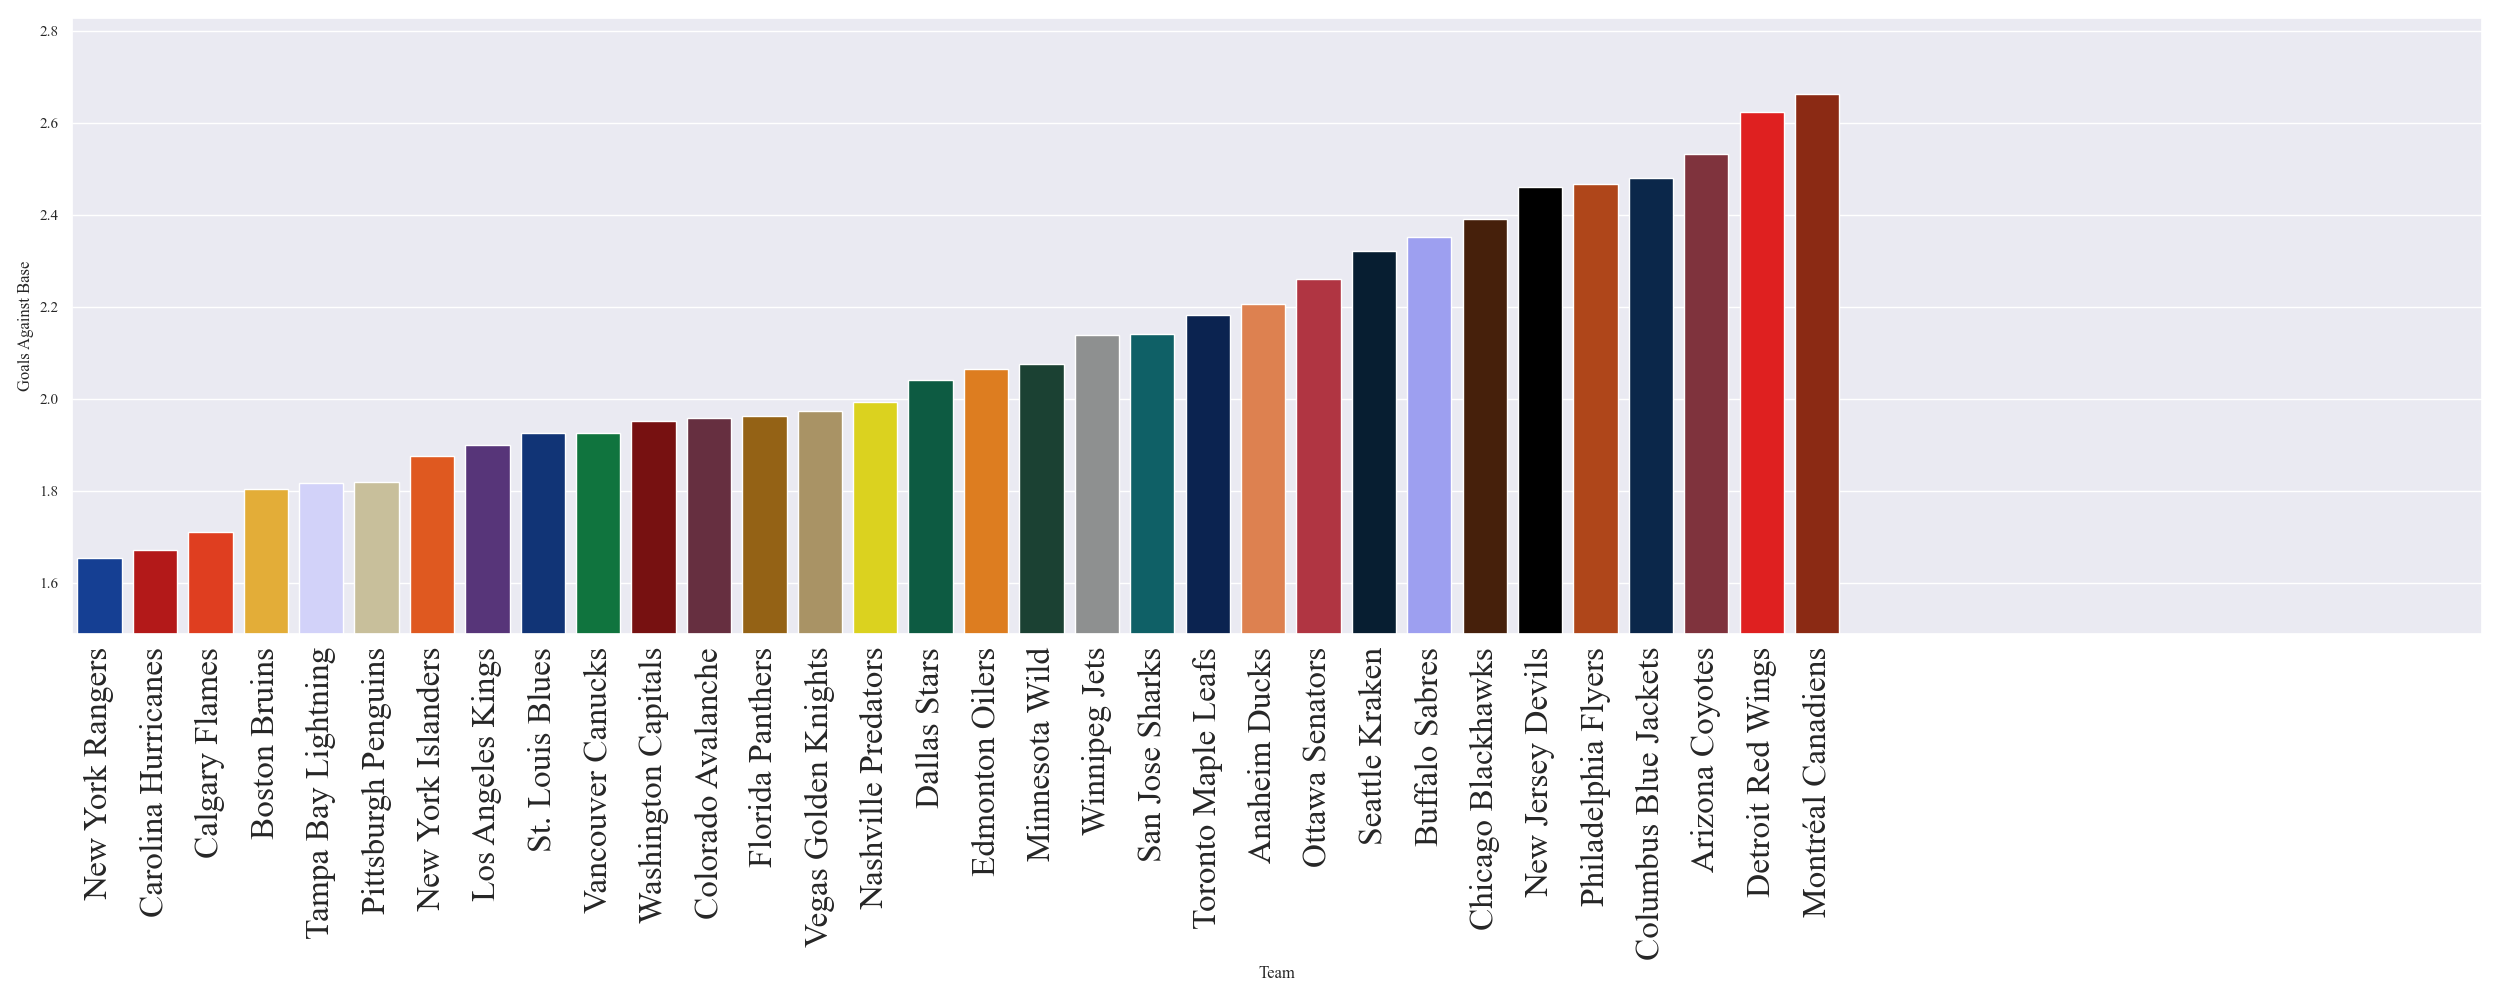 2.8
2.6
2.4
2.2
2.0
1.8
1.6
Goals Against Base
New York Rangers
Carolina Hurricanes
Calgary Flames
Boston Bruins
Tampa Bay Lightning
Pittsburgh Penguins
New York Islanders
Los Angeles Kings
St. Louis Blues
Vancouver Canucks
Washington Capitals
Colorado Avalanche
Florida Panthers
Vegas Golden Knights
Nashville Predators
Dallas Stars
Edmonton Oilers
Minnesota Wild
Winnipeg Jets
San Jose Sharks
Toronto Maple Leafs
Anaheim Ducks
Ottawa Senators
Seattle Kraken
Buffalo Sabres
Chicago Blackhawks
New Jersey Devils
Philadelphia Flyers
Columbus Blue Jackets
Arizona Coyotes
Detroit Red Wings
Montréal Canadiens
Team